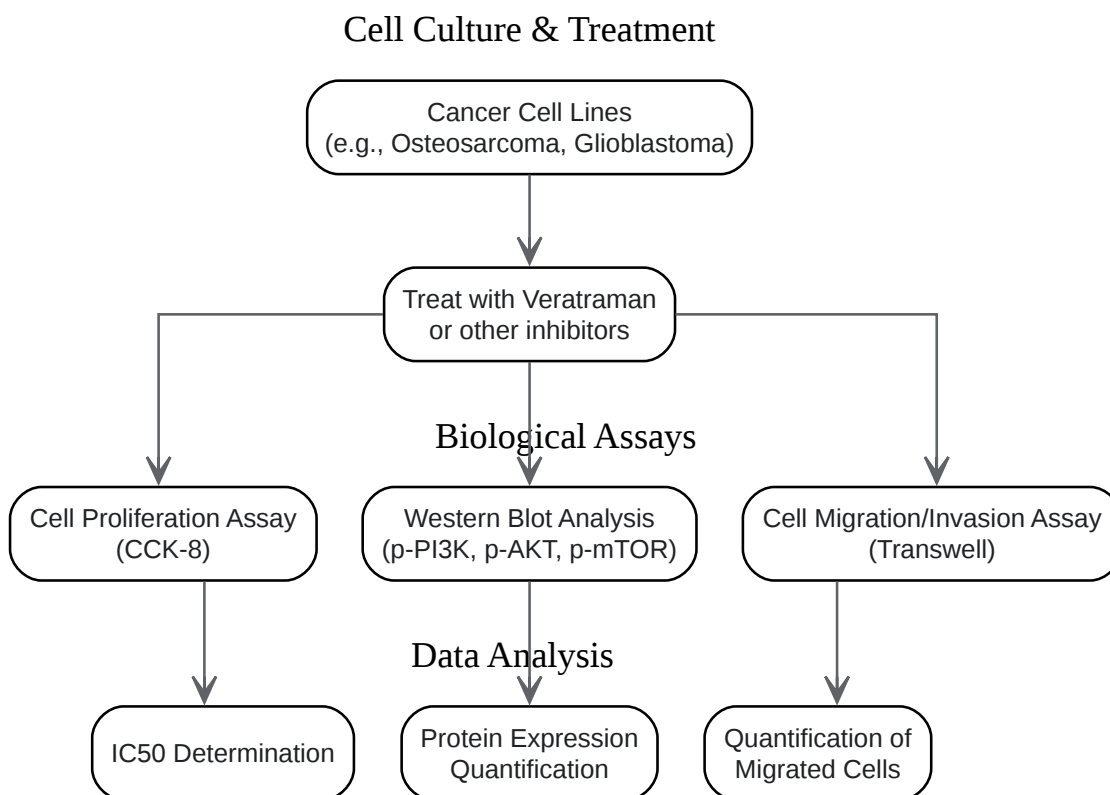 Cell Culture & Treatment
Cancer Cell Lines
(e.g., Osteosarcoma, Glioblastoma)
Treat with Veratraman
or other inhibitors
Biological Assays
Cell Proliferation Assay
(CCK-8)
Western Blot Analysis
(p-PI3K, p-AKT, p-mTOR)
Cell Migration/Invasion Assay
(Transwell)
Data Analysis
IC50 Determination
Protein Expression
Quantification
Quantification of
Migrated Cells